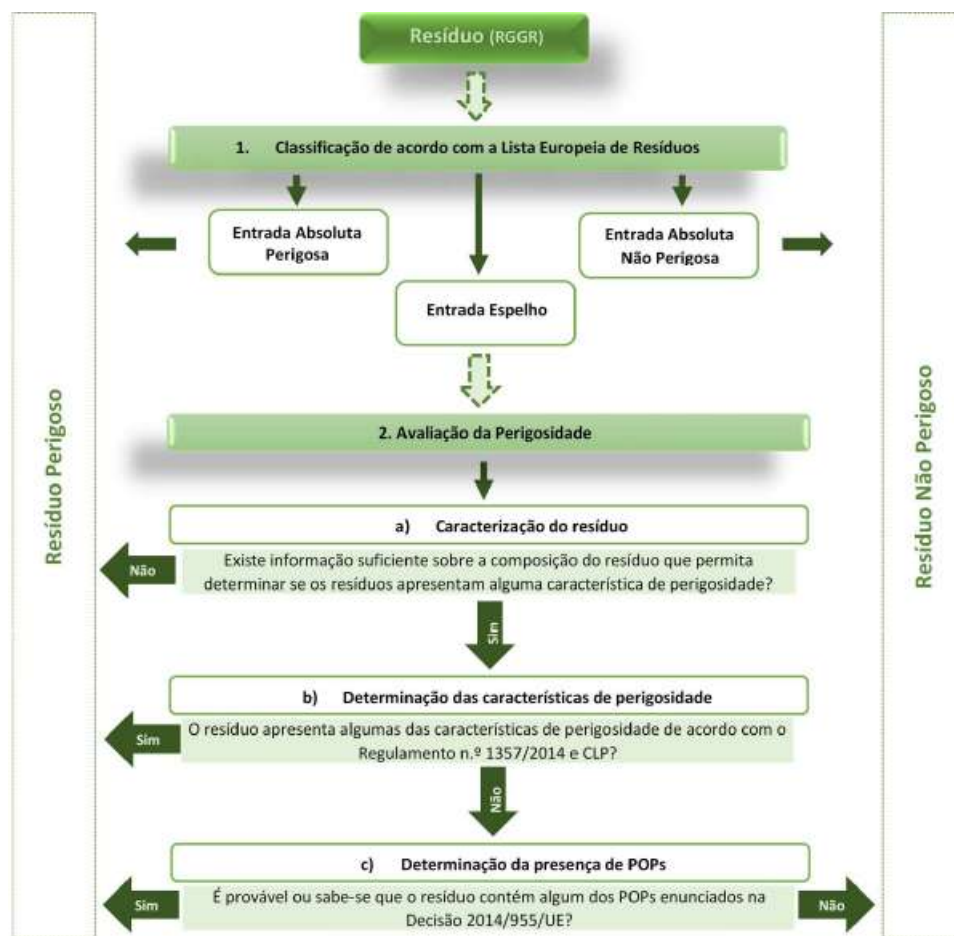 Resíduo (RGGR)
1. Classificação de acordo com a Lista Europeia de Resíduos
Entrada Absoluta
Perigosa
Entrada Absoluta
Não Perigosa
Entrada Espelho
Resíduo Perigoso
Resíduo Não Perigoso
2. Avaliação da Perigosidade
a) Caracterização do resíduo
Não
Existe informação suficiente sobre a composição do resíduo que permita
determinar se os resíduos apresentam alguma característica de perigosidade?
Sim
b) Determinação das características de perigosidade
Sim
O resíduo apresenta algumas das características de perigosidade de acordo com o
Regulamento n.º 1357/2014 e CLP?
Não
c) Determinação da presença de POPs
Sim
É provável ou sabe-se que o resíduo contém algum dos POPs enunciados na
Decisão 2014/955/UE?
Não